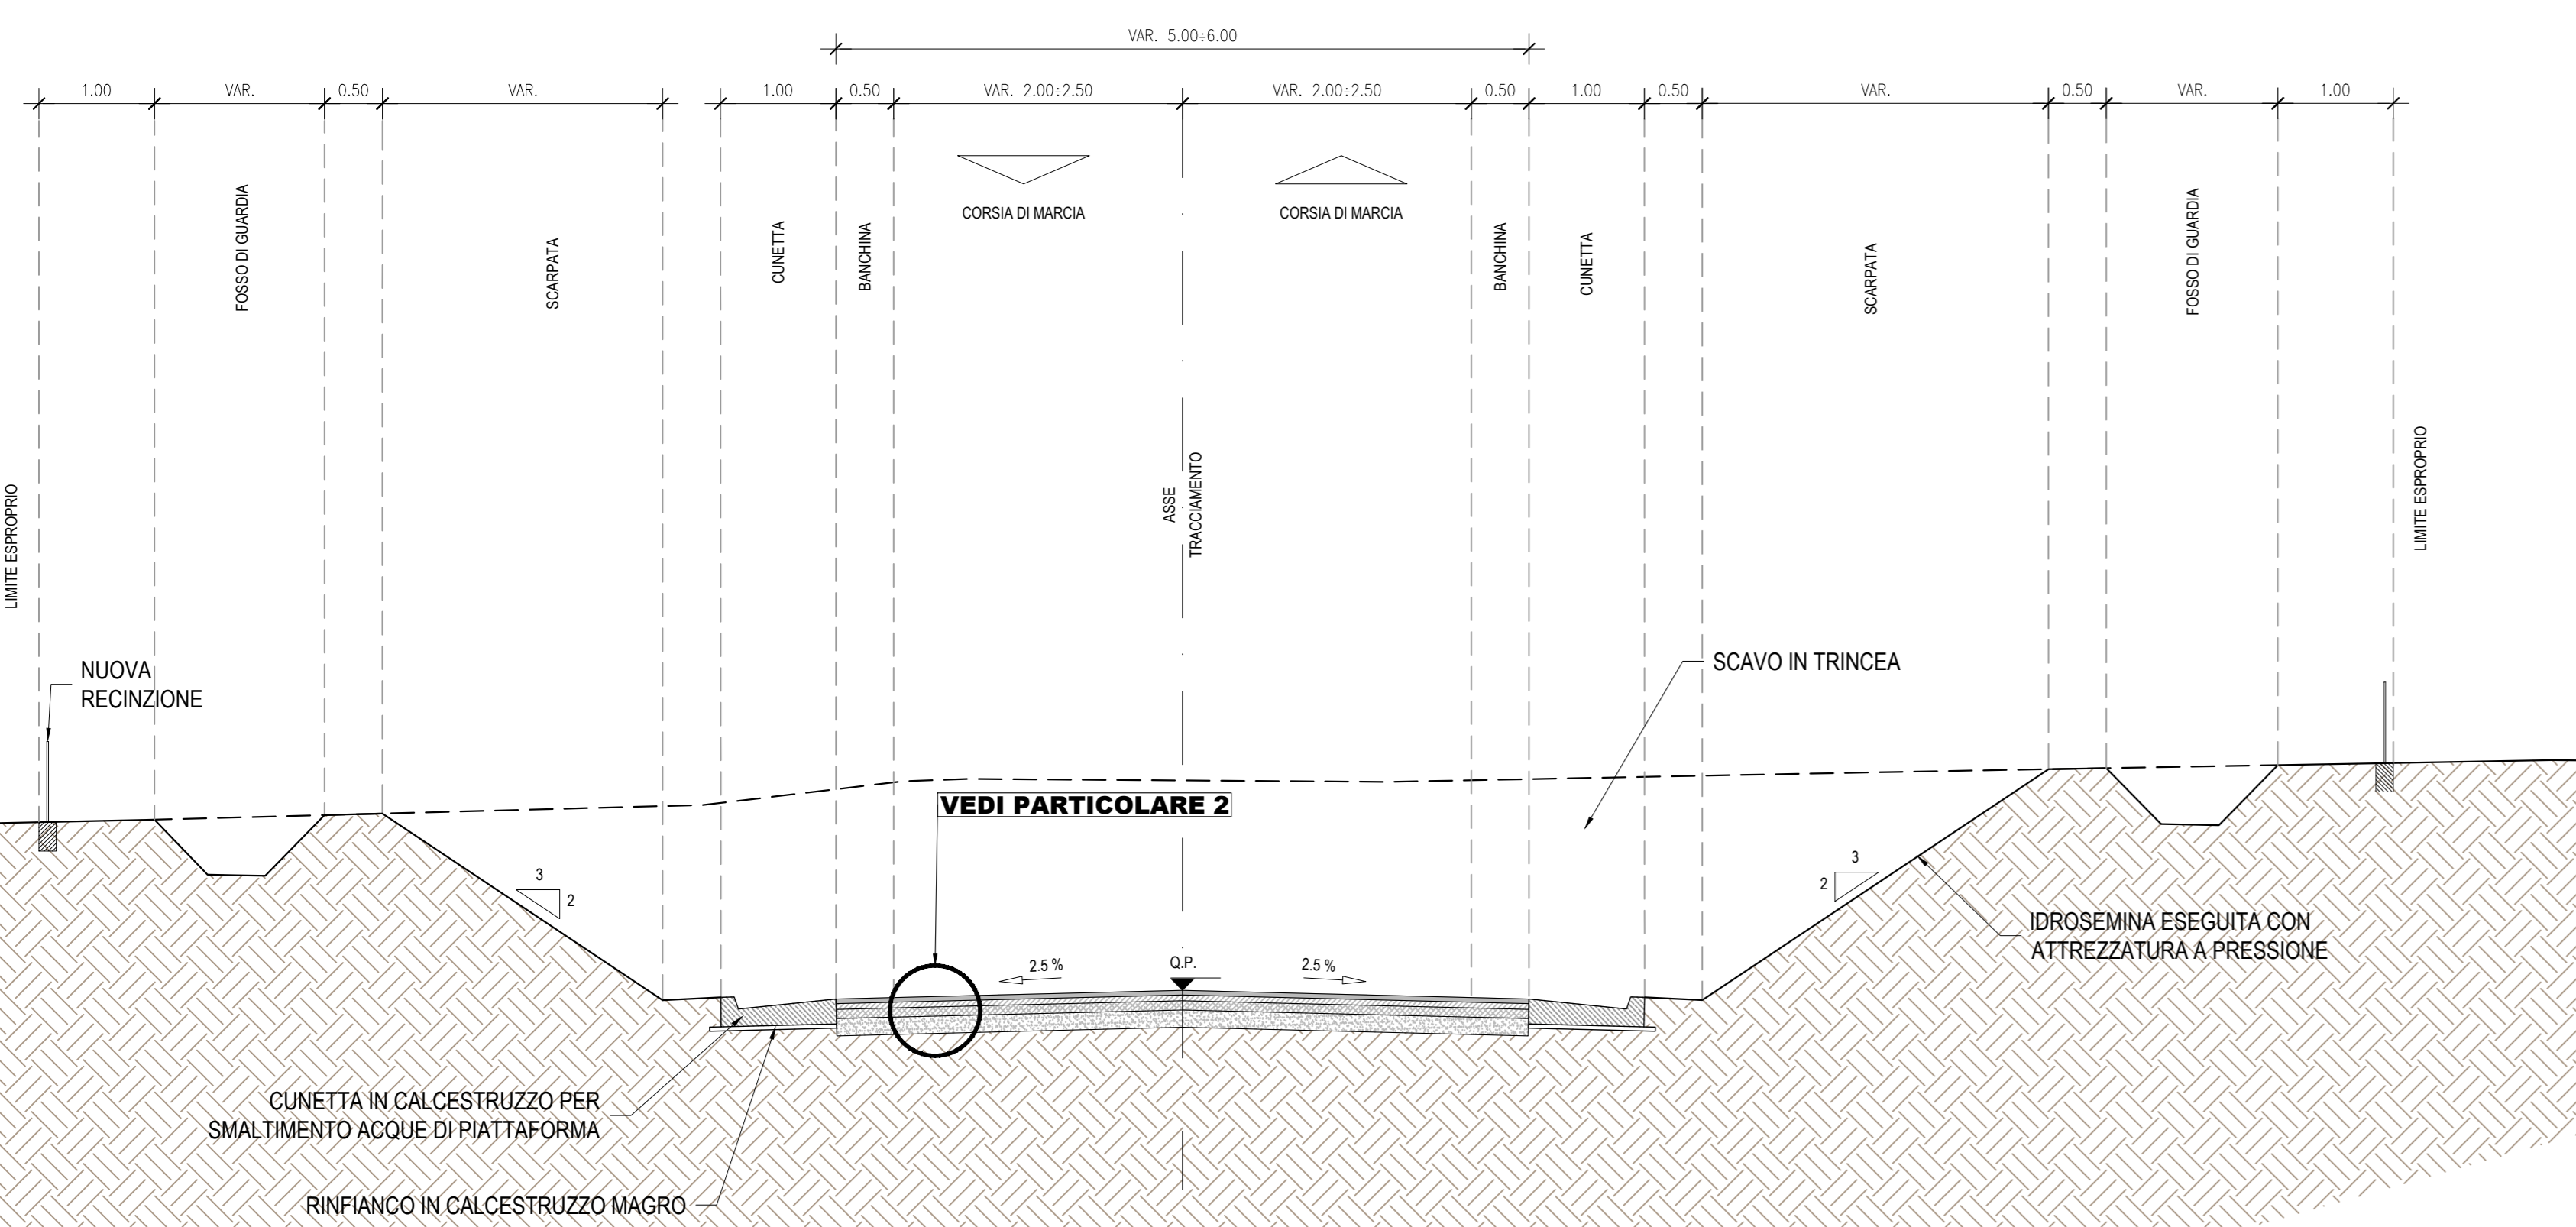 VAR. 5.00÷6.00
1.00
VAR.
0.50
VAR.
1.00
0.50
VAR. 2.00÷2.50
VAR. 2.00÷2.50
0.50
1.00
0.50
VAR.
0.50
VAR.
1.00
LIMITE ESPROPRIO
FOSSO DI GUARDIA
SCARPATA
CUNETTA
BANCHINA
CORSIA DI MARCIA
CORSIA DI MARCIA
BANCHINA
CUNETTA
SCARPATA
FOSSO DI GUARDIA
LIMITE ESPROPRIO
ASSE
TRACCIAMENTO
NUOVA
RECINZIONE
SCAVO IN TRINCEA
VEDI PARTICOLARE 2
3
2
3
2
IDROSEMINA ESEGUITA CON
ATTREZZATURA A PRESSIONE
2.5 %
Q.P.
2.5 %
CUNETTA IN CALCESTRUZZO PER
SMALTIMENTO ACQUE DI PIATTAFORMA
RINFIANCO IN CALCESTRUZZO MAGRO